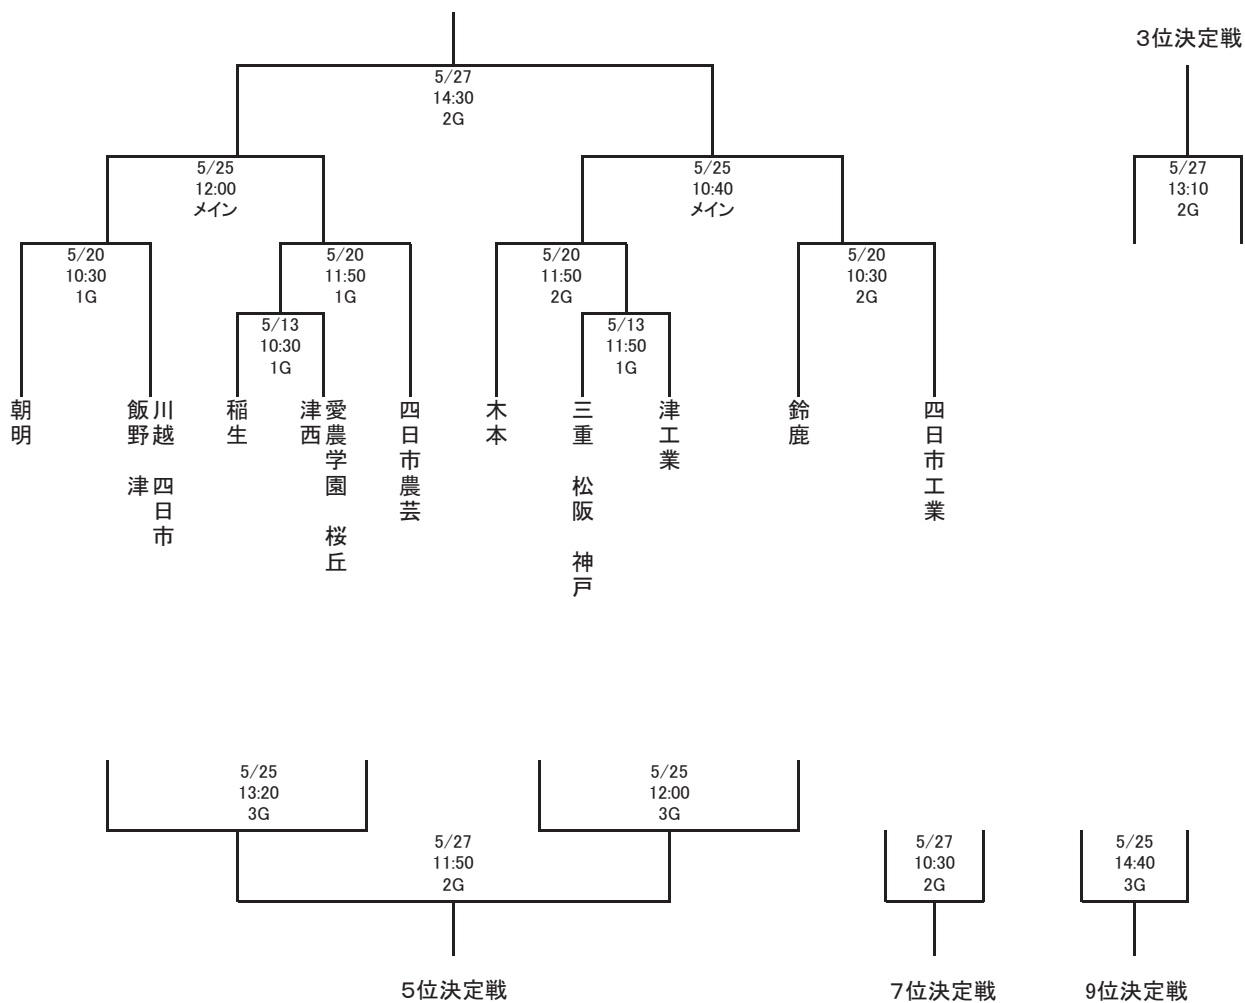 3位決定戦
5/27
14:30
2G
5/25
12:00
メイン
5/25
10:40
メイン
5/27
13:10
2G
5/20
10:30
1G
5/20
11:50
1G
5/20
11:50
2G
5/20
10:30
2G
5/13
10:30
1G
5/13
11:50
1G
朝明
川越 四日市
飯野 津
稲生
愛農学園 桜丘
津西
四日市農芸
木本
三重 松阪 神戸
津工業
鈴鹿
四日市工業
5/25
13:20
3G
5/25
12:00
3G
5/27
11:50
2G
5/27
10:30
2G
5/25
14:40
3G
5位決定戦
7位決定戦
9位決定戦